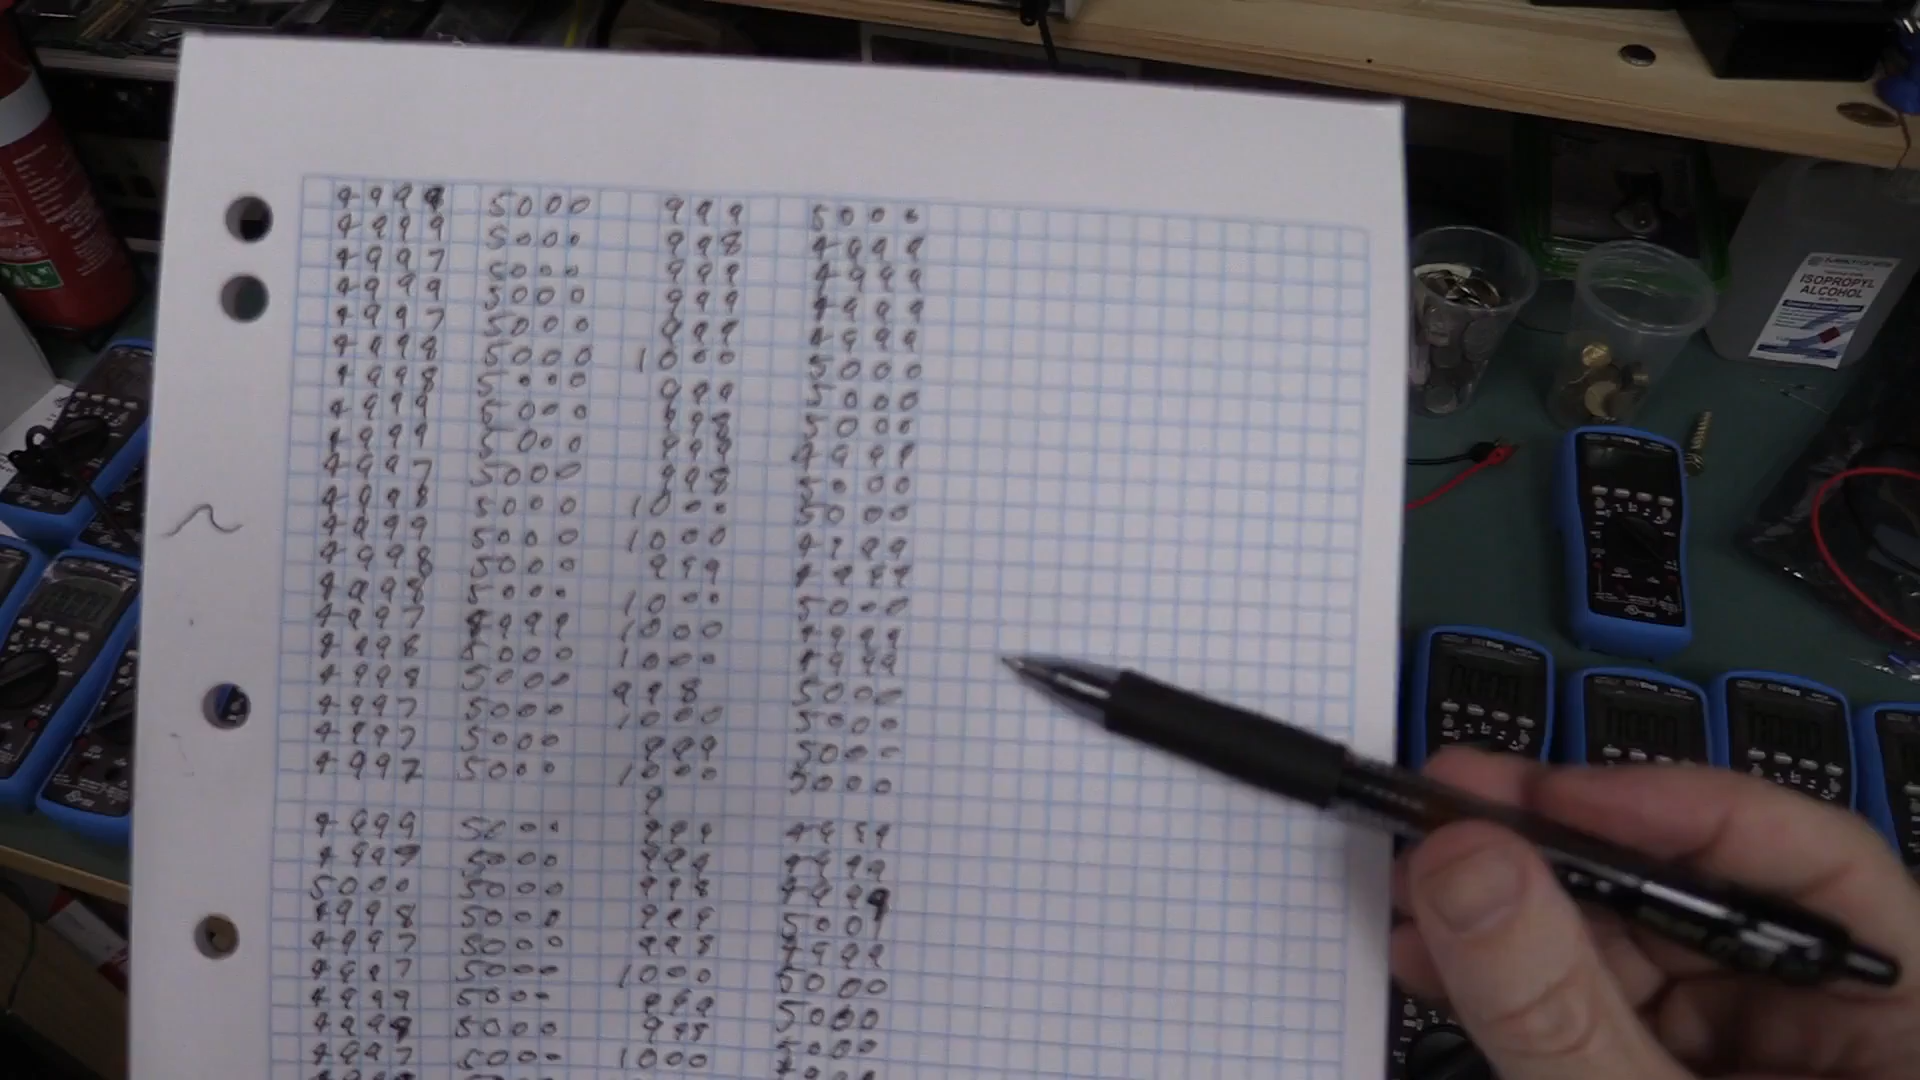 4999 5000 999 5000
4999 5000 998 4999
4997 5000 999 4999
4999 5000 999 4999
4997 5000 999 4999
4998 5000 1000 5000
4998 5000 999 5000
4999 5000 998 5000
4999 5000 998 4999
4997 5000 998 5000
4998 5000 1000 5000
4999 5000 1000 4999
4998 5000 999 4999
4998 5000 1000 5000
4997 4999 1000 4999
4998 5000 1000 4999
4998 5000 998 5000
4997 5000 1000 5000
4997 5000 999 5000
4997 5000 1000 5000
9
4999 5000 999 4999
4997 5000 999 4999
5000 5000 998 4999
4998 5000 999 5001
4997 5000 998 4999
4997 5000 1000 5000
4999 5000 999 5000
4999 5000 998 5000
4997 5000 1000
ISOPROPYL
ALCOHOL